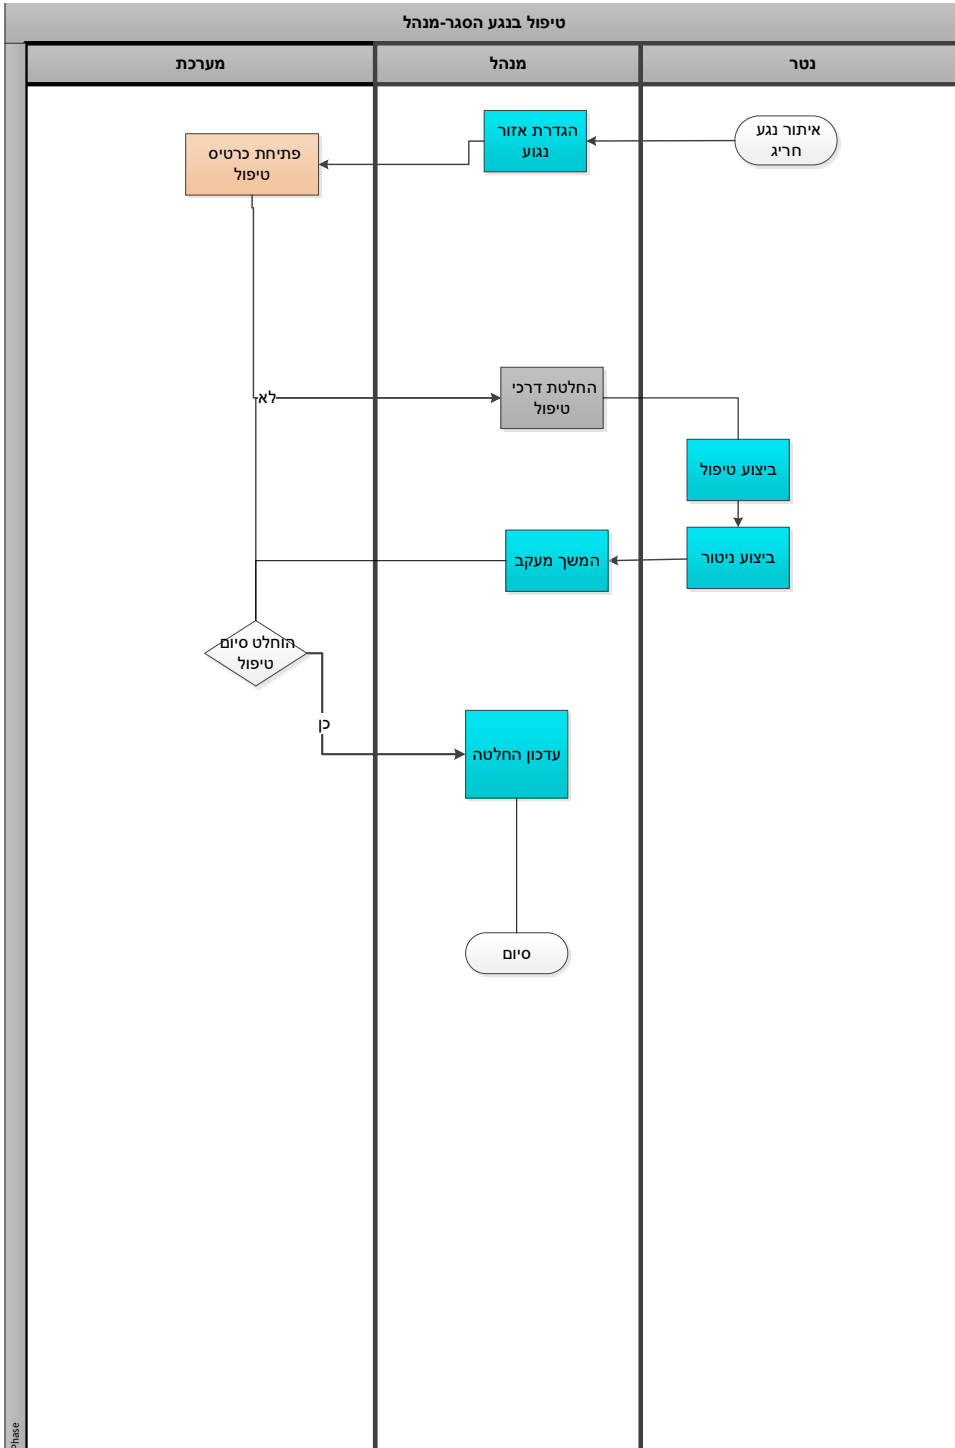 טיפול בנגע הסגר-מנהל
נטר
מנהל
מערכת
איתור נגע
חריג
הגדרת אזור
נגוע
פתיחת כרטיס
טיפול
לא
החלטת דרכי
טיפול
ביצוע טיפול
ביצוע ניטור
המשך מעקב
הוחלט סיום
טיפול
כן
עדכון החלטה
סיום
Phase